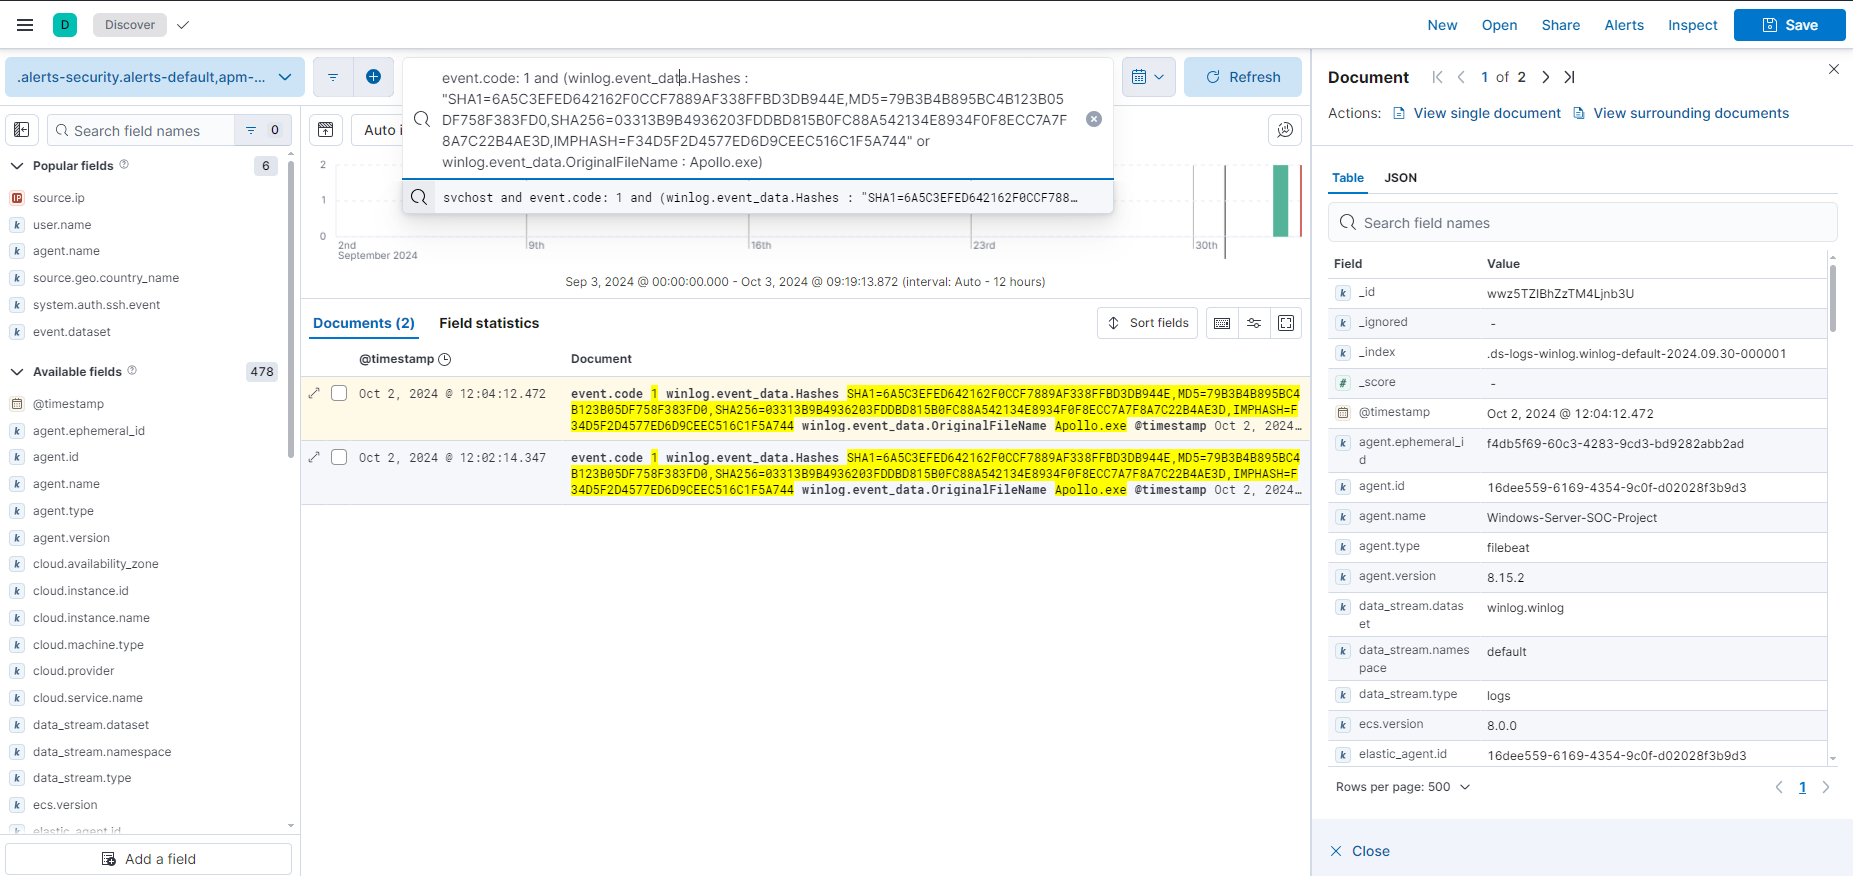 D
Discover
New
Open
Share
Alerts
Inspect
Save
.alerts-security.alerts-default,apm-...
event.code: 1 and (winlog.event_data.Hashes :
"SHA1=6A5C3EFED642162F0CCF7889AF338FFBD3DB944E,MD5=79B3B4B895BC4B123B05
DF758F383FD0,SHA256=03313B9B4936203FDDBD815B0FC88A542134E8934F0F8ECC7A7F
8A7C22B4AE3D,IMPHASH=F34D5F2D4577ED6D9CEEC516C1F5A744" or
winlog.event_data.OriginalFileName : Apollo.exe)
svchost and event.code: 1 and (winlog.event_data.Hashes : "SHA1=6A5C3EFED642162F0CCF788…
Refresh
Search field names
0
Auto i
Popular fields
6
source.ip
user.name
agent.name
source.geo.country_name
system.auth.ssh.event
event.dataset
Available fields
478
@timestamp
agent.ephemeral_id
agent.id
agent.name
agent.type
agent.version
cloud.availability_zone
cloud.instance.id
cloud.instance.name
cloud.machine.type
cloud.provider
cloud.service.name
data_stream.dataset
data_stream.namespace
data_stream.type
ecs.version
elastic_agent.id
Add a field
2
1
0
2nd
September 2024
9th
16th
23rd
30th
Sep 3, 2024 @ 00:00:00.000 - Oct 3, 2024 @ 09:19:13.872 (interval: Auto - 12 hours)
Documents (2)
Field statistics
Sort fields
@timestamp
Document
Oct 2, 2024 @ 12:04:12.472
event.code 1 winlog.event_data.Hashes SHA1=6A5C3EFED642162F0CCF7889AF338FFBD3DB944E,MD5=79B3B4B895BC4
B123B05DF758F383FD0,SHA256=03313B9B4936203FDDBD815B0FC88A542134E8934F0F8ECC7A7F8A7C22B4AE3D,IMPHASH=F
34D5F2D4577ED6D9CEEC516C1F5A744 winlog.event_data.OriginalFileName Apollo.exe @timestamp Oct 2, 2024…
Oct 2, 2024 @ 12:02:14.347
event.code 1 winlog.event_data.Hashes SHA1=6A5C3EFED642162F0CCF7889AF338FFBD3DB944E,MD5=79B3B4B895BC4
B123B05DF758F383FD0,SHA256=03313B9B4936203FDDBD815B0FC88A542134E8934F0F8ECC7A7F8A7C22B4AE3D,IMPHASH=F
34D5F2D4577ED6D9CEEC516C1F5A744 winlog.event_data.OriginalFileName Apollo.exe @timestamp Oct 2, 2024…
Document
1 of 2
Actions:
View single document
View surrounding documents
Table
JSON
Search field names
Field Value
_id wwz5TZIBhZzTM4Ljnb3U
_ignored -
_index .ds-logs-winlog.winlog-default-2024.09.30-000001
_score -
@timestamp Oct 2, 2024 @ 12:04:12.472
agent.ephemeral_i
d
f4db5f69-60c3-4283-9cd3-bd9282abb2ad
agent.id 16dee559-6169-4354-9c0f-d02028f3b9d3
agent.name Windows-Server-SOC-Project
agent.type filebeat
agent.version 8.15.2
data_stream.datas
et
winlog.winlog
data_stream.names
pace
default
data_stream.type logs
ecs.version 8.0.0
elastic_agent.id 16dee559-6169-4354-9c0f-d02028f3b9d3
Rows per page: 500
1
Close